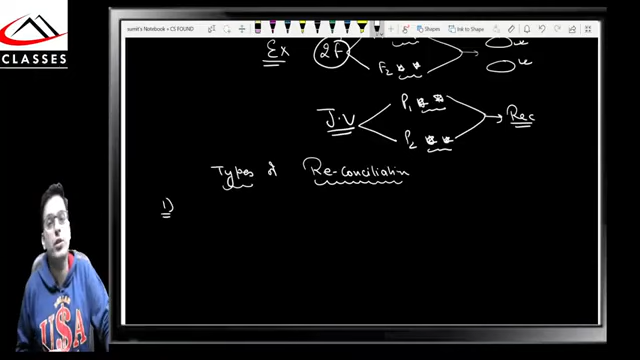 sumit's Notebook » CS FOUND
Shapes
Ink to Shape
CLASSES
Ex
2F
F2
J.V
P1
Rec
P2
Types of Re-conciliatin
1)
U$A